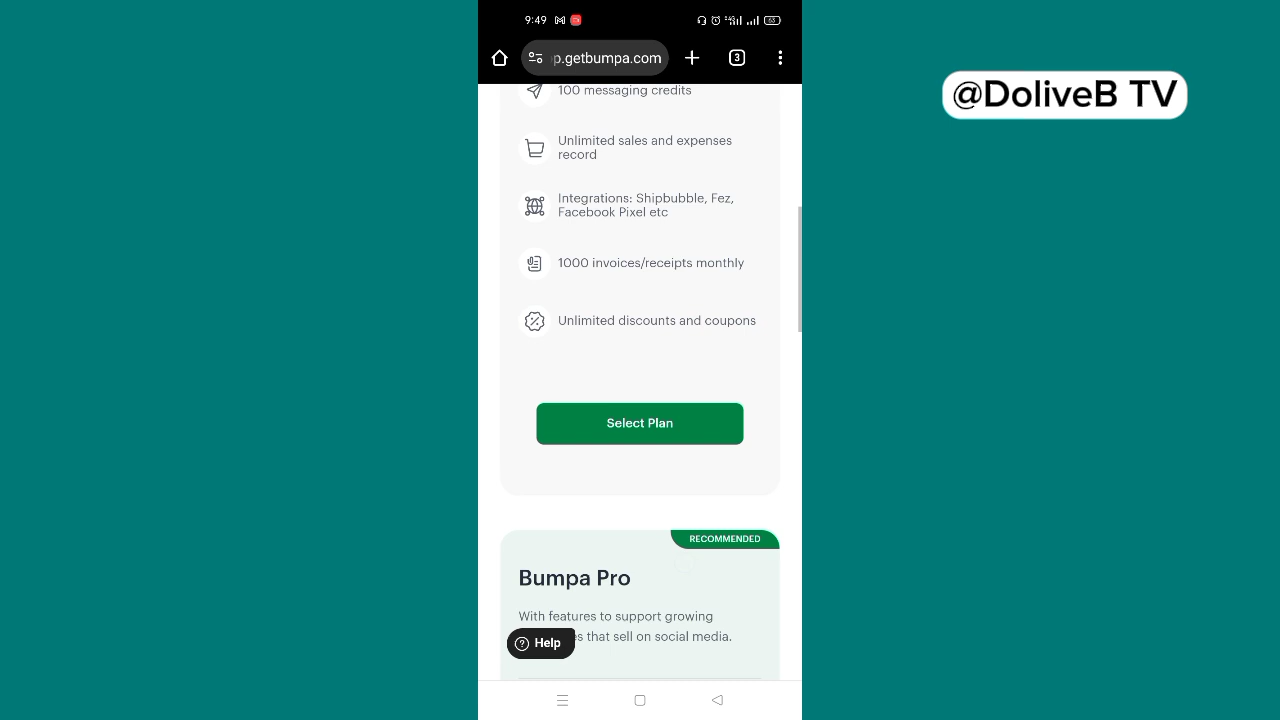 9:49
3
63
p.getbumpa.com
@DoliveB TV
100 messaging credits
Unlimited sales and expenses
record
Integrations: Shipbubble, Fez,
Facebook Pixel etc
1000 invoices/receipts monthly
Unlimited discounts and coupons
Select Plan
RECOMMENDED
Bumpa Pro
With features to support growing
es that sell on social media.
Help